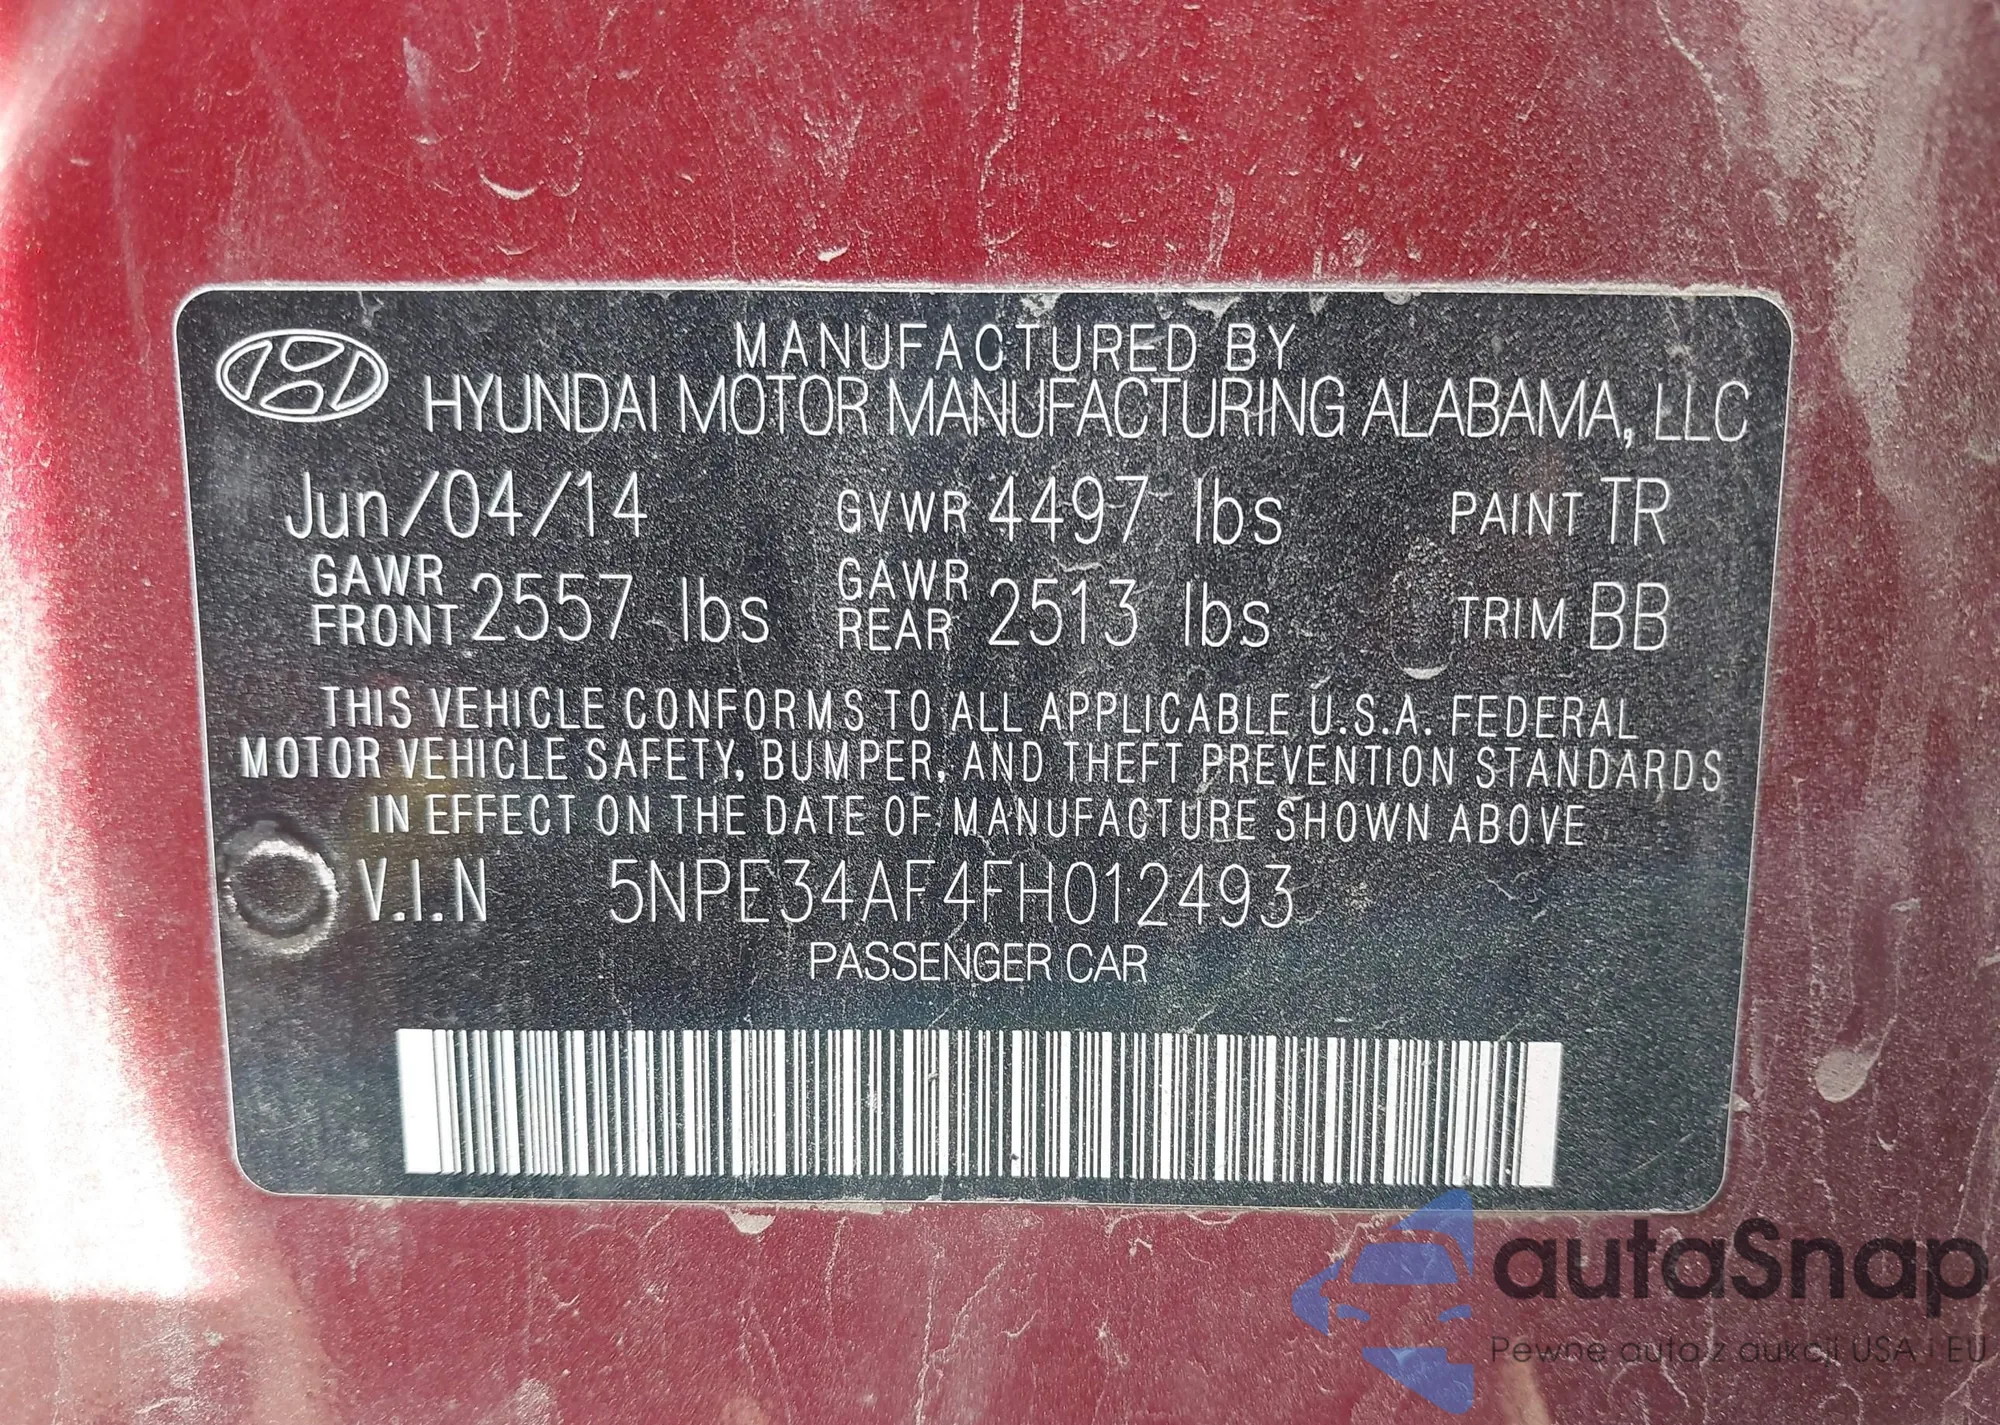 MANUFACTURED BY
HYUNDAI MOTOR MANUFACTURING ALABAMA, LLC
Jun/04/14 GVWR 4497 lbs PAINT TR
GAWR FRONT 2557 lbs GAWR REAR 2513 lbs TRIM BB
THIS VEHICLE CONFORMS TO ALL APPLICABLE U.S.A. FEDERAL
MOTOR VEHICLE SAFETY, BUMPER, AND THEFT PREVENTION STANDARDS
IN EFFECT ON THE DATE OF MANUFACTURE SHOWN ABOVE
V.I.N 5NPE34AF4FH012493
PASSENGER CAR
autaSnap
Pewne auta z aukcji USA i EU